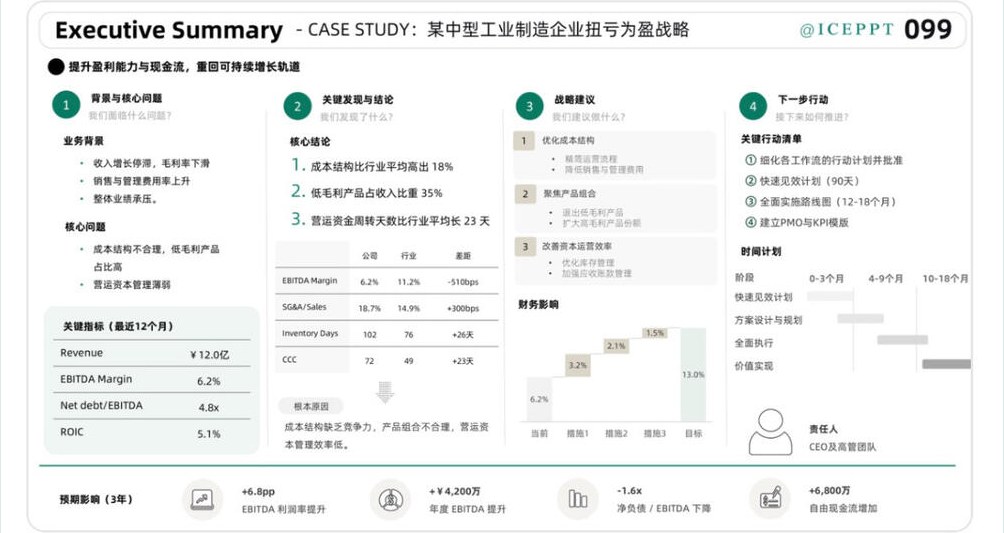 Executive Summary - CASE STUDY：某中型工业制造企业扭亏为盈战略
@ICEPPT 099
提升盈利能力与现金流，重回可持续增长轨道
1 背景与核心问题
我们面临什么问题？
业务背景
• 收入增长停滞，毛利率下滑
• 销售与管理费用率上升
• 整体业绩承压。
核心问题
• 成本结构不合理，低毛利产品
占比高
• 营运资本管理薄弱
关键指标（最近12个月）
Revenue ￥12.0亿
EBITDA Margin 6.2%
Net debt/EBITDA 4.8x
ROIC 5.1%
2 关键发现与结论
我们发现了什么？
核心结论
1. 成本结构比行业平均高出 18%
2. 低毛利产品占收入比重 35%
3. 营运资金周转天数比行业平均长 23 天
公司 行业 差距
EBITDA Margin 6.2% 11.2% -510bps
SG&A/Sales 18.7% 14.9% +300bps
Inventory Days 102 76 +26天
CCC 72 49 +23天
根本原因
成本结构缺乏竞争力，产品组合不合理，营运资
本管理效率低。
3 战略建议
我们建议做什么？
1 优化成本结构
• 精简运营流程
• 降低销售与管理费用
2 聚焦产品组合
• 退出低毛利产品
• 扩大高毛利产品份额
3 改善资本运营效率
• 优化库存管理
• 加强应收账款管理
财务影响
6.2% 3.2% 2.1% 1.5% 13.0%
当前 措施1 措施2 措施3 目标
4 下一步行动
接下来如何推进？
关键行动清单
① 细化各工作流的行动计划并批准
② 快速见效计划（90天）
③ 全面实施路线图（12-18个月）
④ 建立PMO与KPI模版
时间计划
阶段 0-3个月 4-9个月 10-18个月
快速见效计划
方案设计与规划
全面执行
价值实现
责任人
CEO及高管团队
预期影响（3年）
+6.8pp
EBITDA 利润率提升
+￥4,200万
年度 EBITDA 提升
-1.6x
净负债 / EBITDA 下降
+6,800万
自由现金流增加